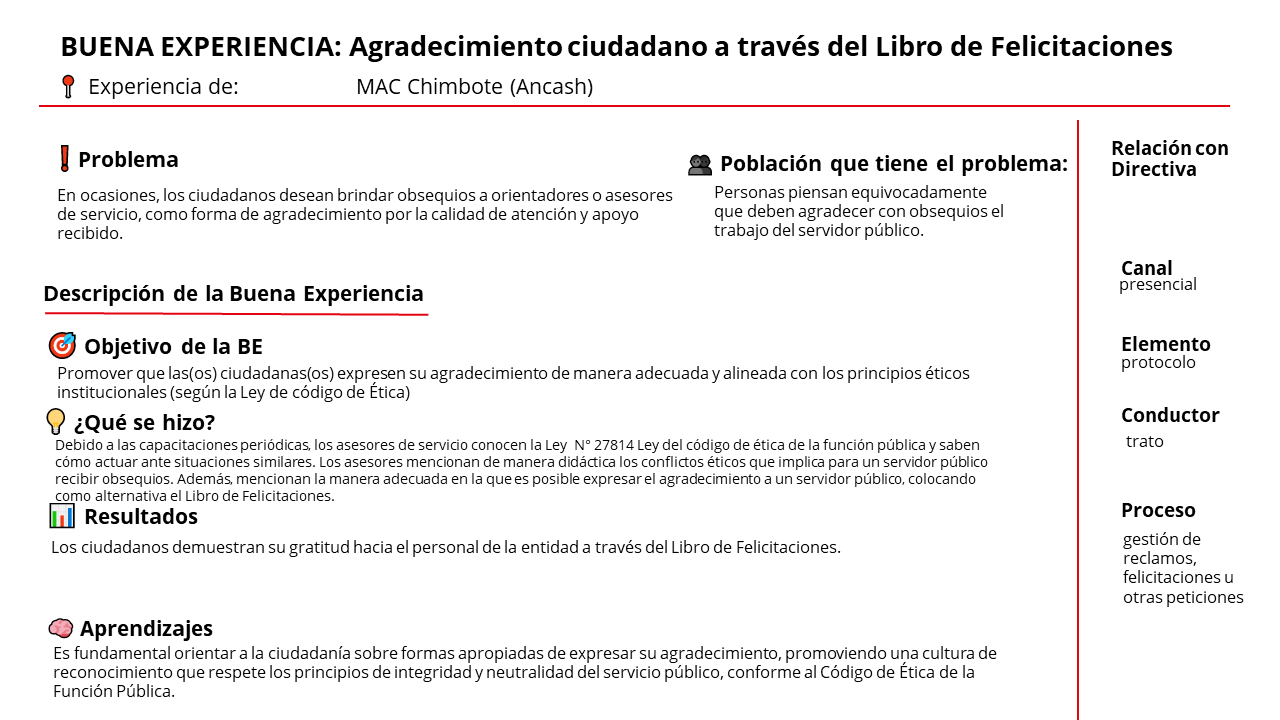 BUENA EXPERIENCIA: Agradecimiento ciudadano a través del Libro de Felicitaciones
Experiencia de: MAC Chimbote (Ancash)
Problema
En ocasiones, los ciudadanos desean brindar obsequios a orientadores o asesores
de servicio, como forma de agradecimiento por la calidad de atención y apoyo
recibido.
Población que tiene el problema:
Personas piensan equivocadamente
que deben agradecer con obsequios el
trabajo del servidor público.
Descripción de la Buena Experiencia
Objetivo de la BE
Promover que las(os) ciudadanas(os) expresen su agradecimiento de manera adecuada y alineada con los principios éticos
institucionales (según la Ley de código de Ética)
¿Qué se hizo?
Debido a las capacitaciones periódicas, los asesores de servicio conocen la Ley N° 27814 Ley del código de ética de la función pública y saben
cómo actuar ante situaciones similares. Los asesores mencionan de manera didáctica los conflictos éticos que implica para un servidor público
recibir obsequios. Además, mencionan la manera adecuada en la que es posible expresar el agradecimiento a un servidor público, colocando
como alternativa el Libro de Felicitaciones.
Resultados
Los ciudadanos demuestran su gratitud hacia el personal de la entidad a través del Libro de Felicitaciones.
Aprendizajes
Es fundamental orientar a la ciudadanía sobre formas apropiadas de expresar su agradecimiento, promoviendo una cultura de
reconocimiento que respete los principios de integridad y neutralidad del servicio público, conforme al Código de Ética de la
Función Pública.
Relación con
Directiva
Canal
presencial
Elemento
protocolo
Conductor
trato
Proceso
gestión de
reclamos,
felicitaciones u
otras peticiones